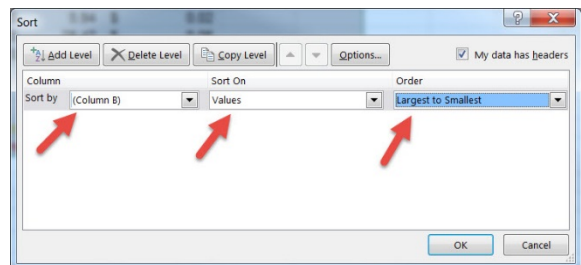 Sort
Add Level Delete Level Copy Level Options... My data has headers
Column Sort On Order
Sort by (Column B) Values Largest to Smallest
OK Cancel